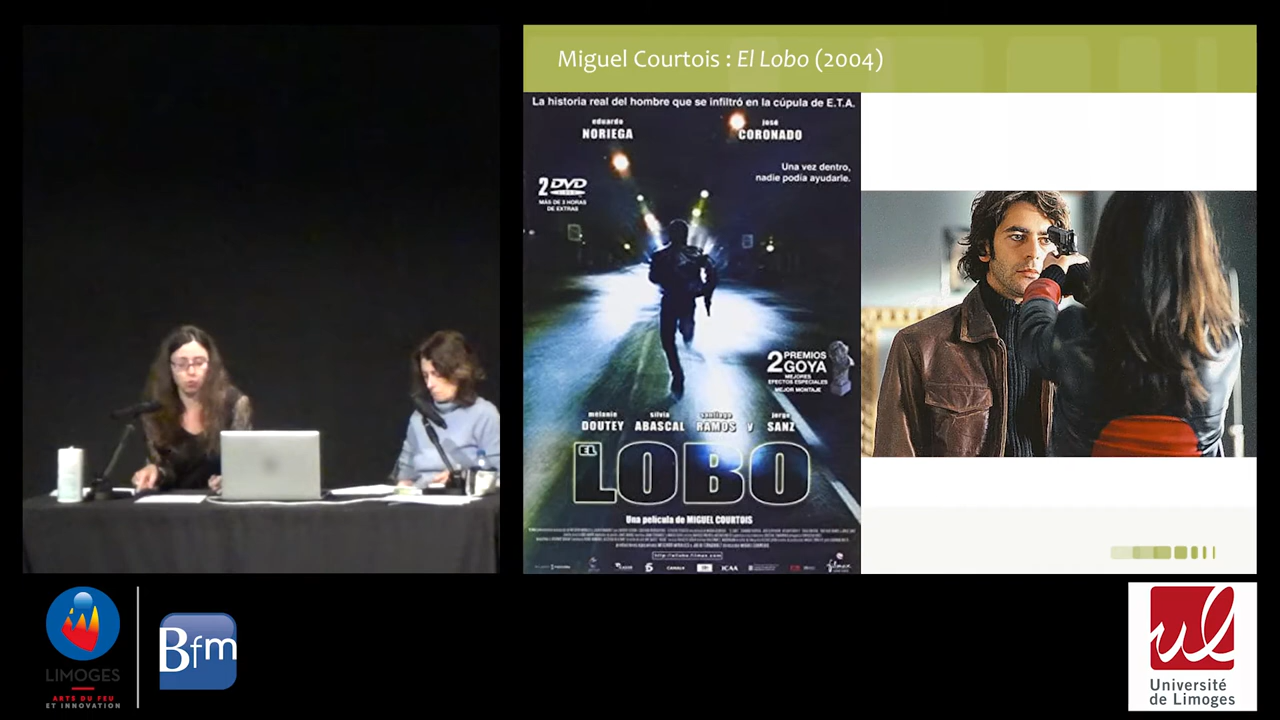 Miguel Courtois : El Lobo (2004)
La historia real del hombre que se infiltró en la cúpula de E.T.A.
eduardo
NORIEGA
josé
CORONADO
Una vez dentro,
nadie podía ayudarle.
2 DVD
MÁS DE 3 HORAS
DE EXTRAS
2 PREMIOS
GOYA
MEJORES
EFECTOS ESPECIALES
MEJOR MONTAJE
mélanie
DOUTEY
silvia
ABASCAL
santiago
RAMOS
y
jorge
SANZ
EL
LOBO
Una película de MIGUEL COURTOIS
ICAA
filmax
LIMOGES
ARTS DU FEU
ET INNOVATION
Bfm
ul
Université
de Limoges